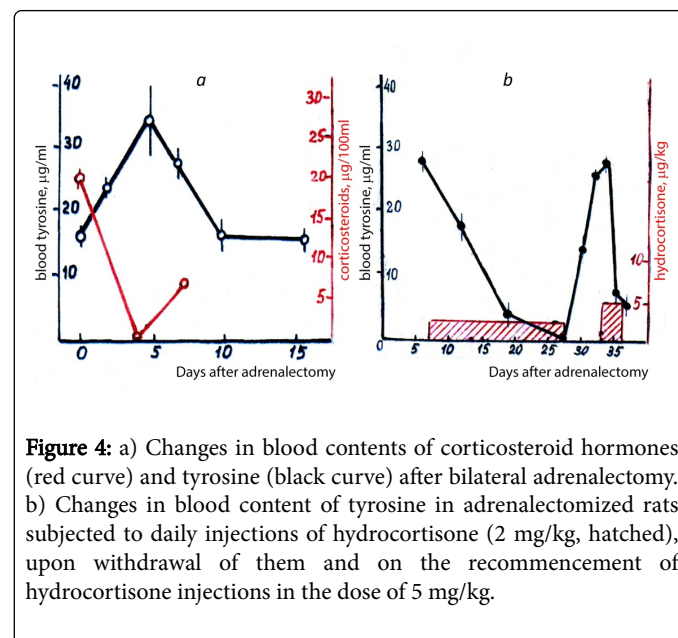 a
b
40
30
20
10
blood tyrosine, µg/ml
30
25
20
15
10
5
corticosteroids, µg/100ml
0 5 10 15
Days after adrenalectomy
40
30
20
10
blood tyrosine, µg/ml
10
5
hydrocortisone, µg/kg
0 5 10 15 20 25 30 35
Days after adrenalectomy
Figure 4: a) Changes in blood contents of corticosteroid hormones
(red curve) and tyrosine (black curve) after bilateral adrenalectomy.
b) Changes in blood content of tyrosine in adrenalectomized rats
subjected to daily injections of hydrocortisone (2 mg/kg, hatched),
upon withdrawal of them and on the recommencement of
hydrocortisone injections in the dose of 5 mg/kg.